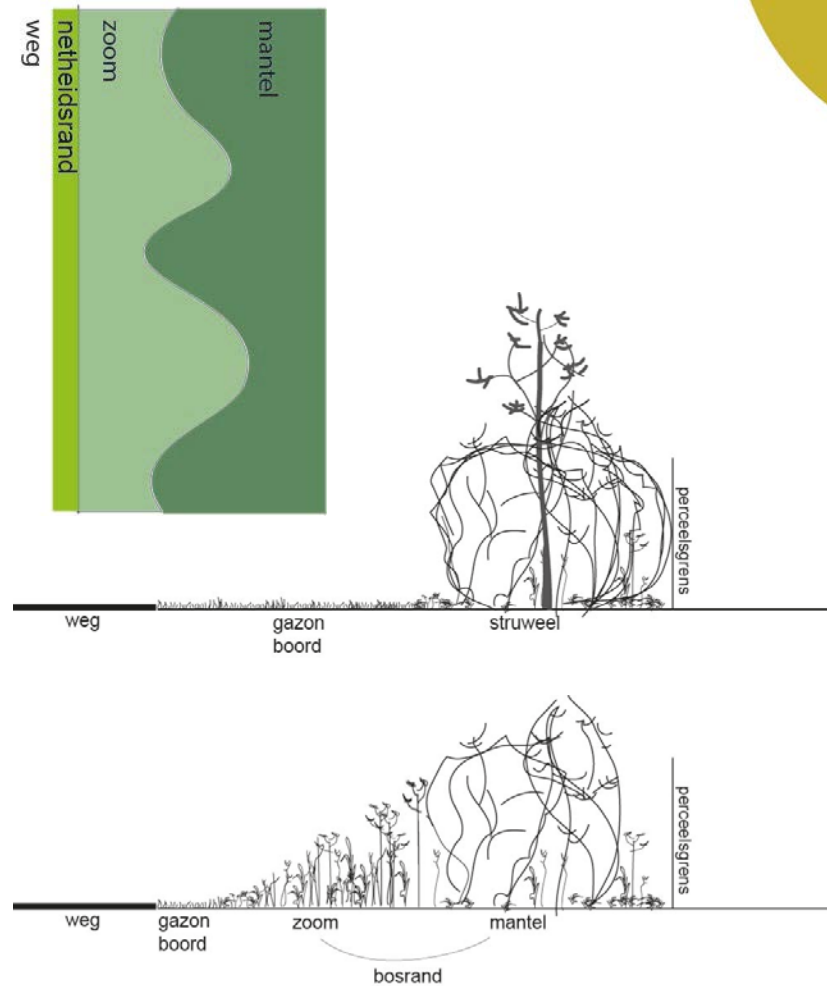 weg
netheidsrand
zoom
mantel
perceelsgrens
weg
gazon
boord
struweel
perceelsgrens
weg
gazon
boord
zoom
mantel
bosrand